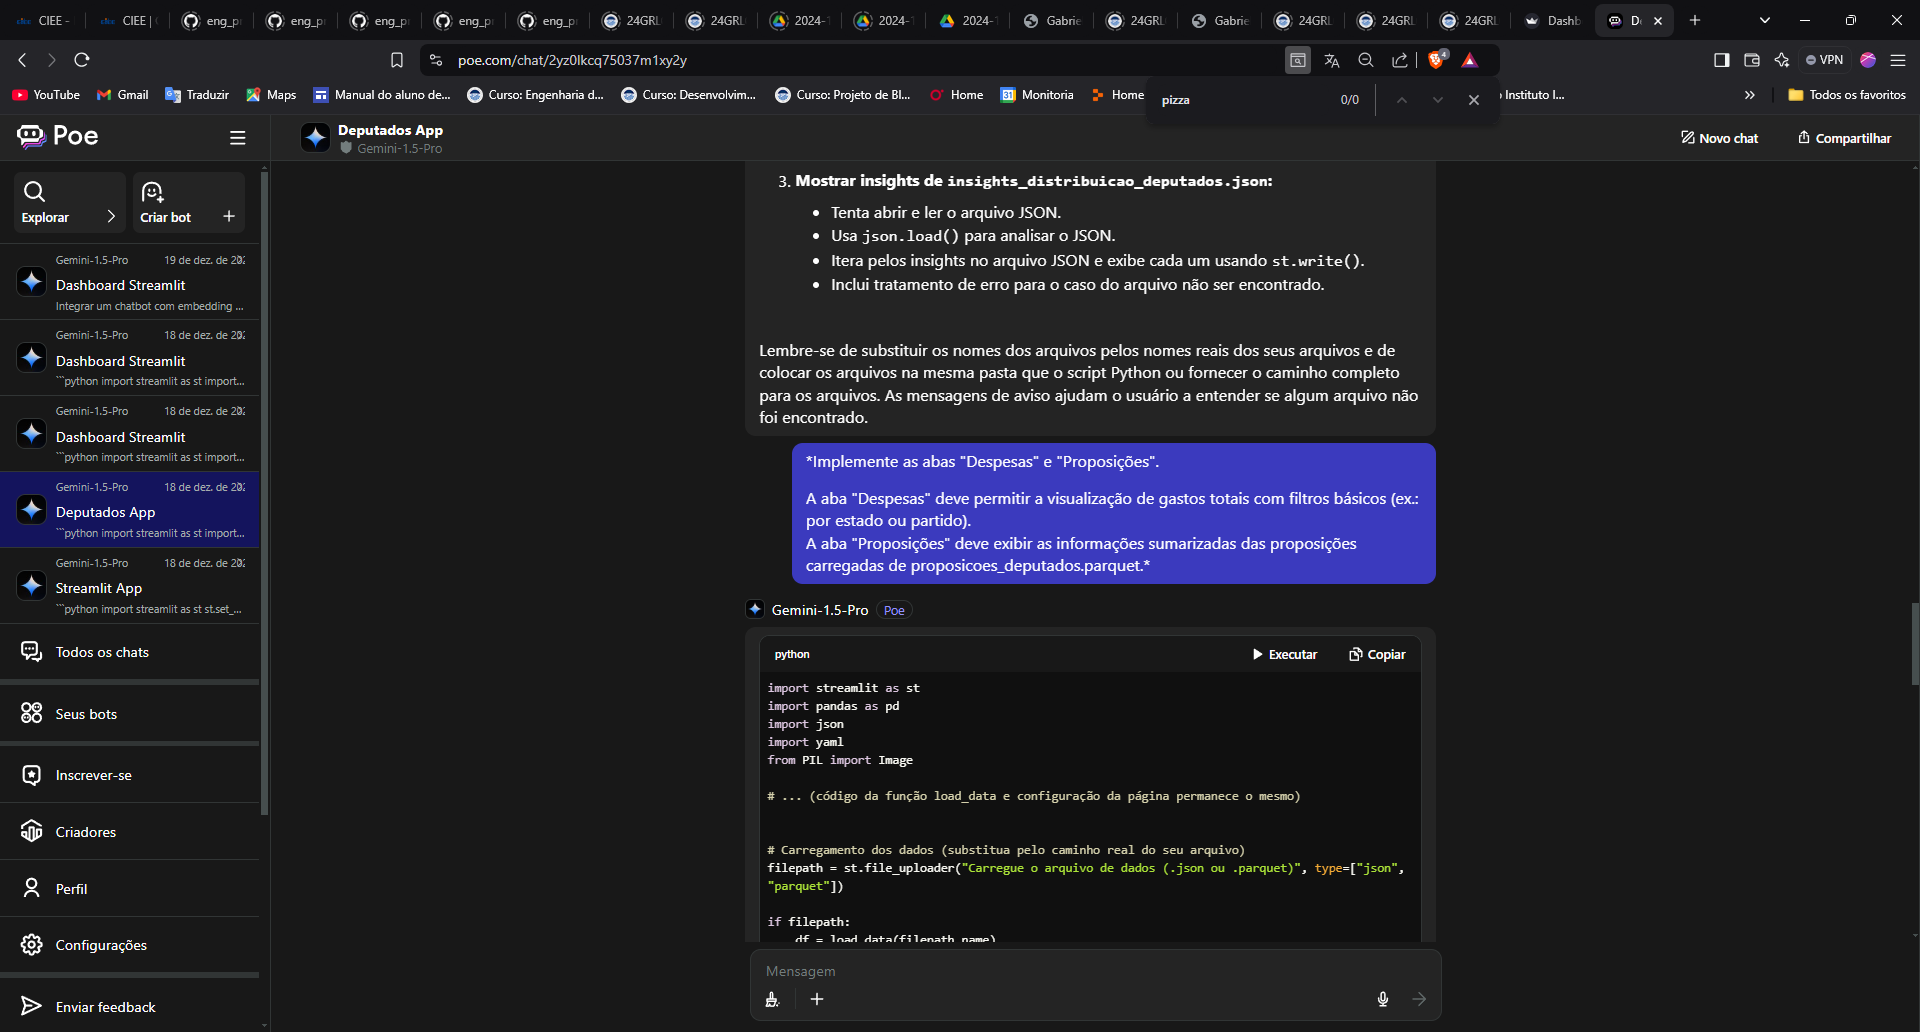 CIEE -
CIEE |
eng_p
eng_p
eng_p
eng_p
eng_p
24GRL
24GRL
2024-
2024-
2024-
Gabrie
24GRL
Gabrie
24GRL
24GRL
24GRL
Dashb
D
poe.com/chat/2yz0lkcq75037m1xy2y
4
VPN
YouTube
Gmail
Traduzir
Maps
Manual do aluno de...
Curso: Engenharia d...
Curso: Desenvolvim...
Curso: Projeto de Bl...
Home
31
Monitoria
Home
pizza
0/0
Instituto I...
Todos os favoritos
Poe
Explorar
Criar bot
Deputados App
Gemini-1.5-Pro
Novo chat
Compartilhar
Gemini-1.5-Pro 19 de dez. de 202
Dashboard Streamlit
Integrar um chatbot com embedding ...
Gemini-1.5-Pro 18 de dez. de 202
Dashboard Streamlit
```python import streamlit as st import...
Gemini-1.5-Pro 18 de dez. de 202
Dashboard Streamlit
```python import streamlit as st import...
Gemini-1.5-Pro 18 de dez. de 202
Deputados App
```python import streamlit as st import...
Gemini-1.5-Pro 18 de dez. de 202
Streamlit App
```python import streamlit as st st.set_...
Todos os chats
Seus bots
Inscrever-se
Criadores
Perfil
Configurações
Enviar feedback
3. Mostrar insights de insights_distribuicao_deputados.json:
• Tenta abrir e ler o arquivo JSON.
• Usa json.load() para analisar o JSON.
• Itera pelos insights no arquivo JSON e exibe cada um usando st.write().
• Inclui tratamento de erro para o caso do arquivo não ser encontrado.
Lembre-se de substituir os nomes dos arquivos pelos nomes reais dos seus arquivos e de
colocar os arquivos na mesma pasta que o script Python ou fornecer o caminho completo
para os arquivos. As mensagens de aviso ajudam o usuário a entender se algum arquivo não
foi encontrado.
*Implemente as abas "Despesas" e "Proposições".
A aba "Despesas" deve permitir a visualização de gastos totais com filtros básicos (ex.:
por estado ou partido).
A aba "Proposições" deve exibir as informações sumarizadas das proposições
carregadas de proposicoes_deputados.parquet.*
Gemini-1.5-Pro Poe
python
Executar
Copiar
import streamlit as st
import pandas as pd
import json
import yaml
from PIL import Image
# ... (código da função load_data e configuração da página permanece o mesmo)
# Carregamento dos dados (substitua pelo caminho real do seu arquivo)
filepath = st.file_uploader("Carregue o arquivo de dados (.json ou .parquet)", type=["json",
"parquet"])
if filepath:
df = load_data(filepath.name)
Mensagem